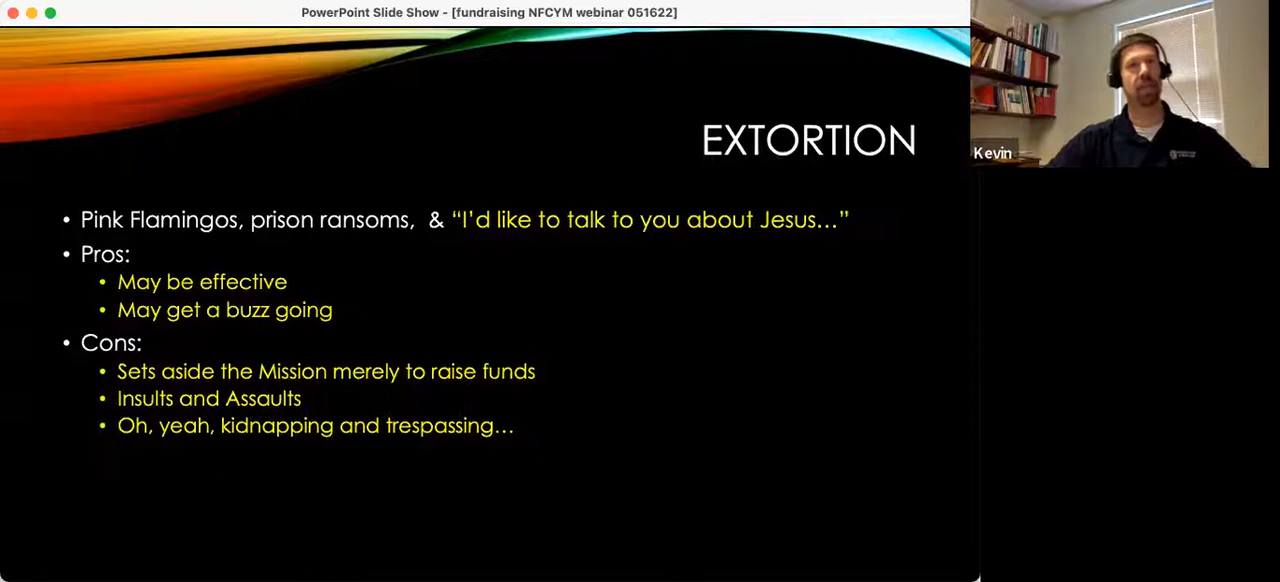 PowerPoint Slide Show - [fundraising NFCYM webinar 051622]
EXTORTION
Kevin
• Pink Flamingos, prison ransoms,  & “I’d like to talk to you about Jesus…”
• Pros:
• May be effective
• May get a buzz going
• Cons:
• Sets aside the Mission merely to raise funds
• Insults and Assaults
• Oh, yeah, kidnapping and trespassing…